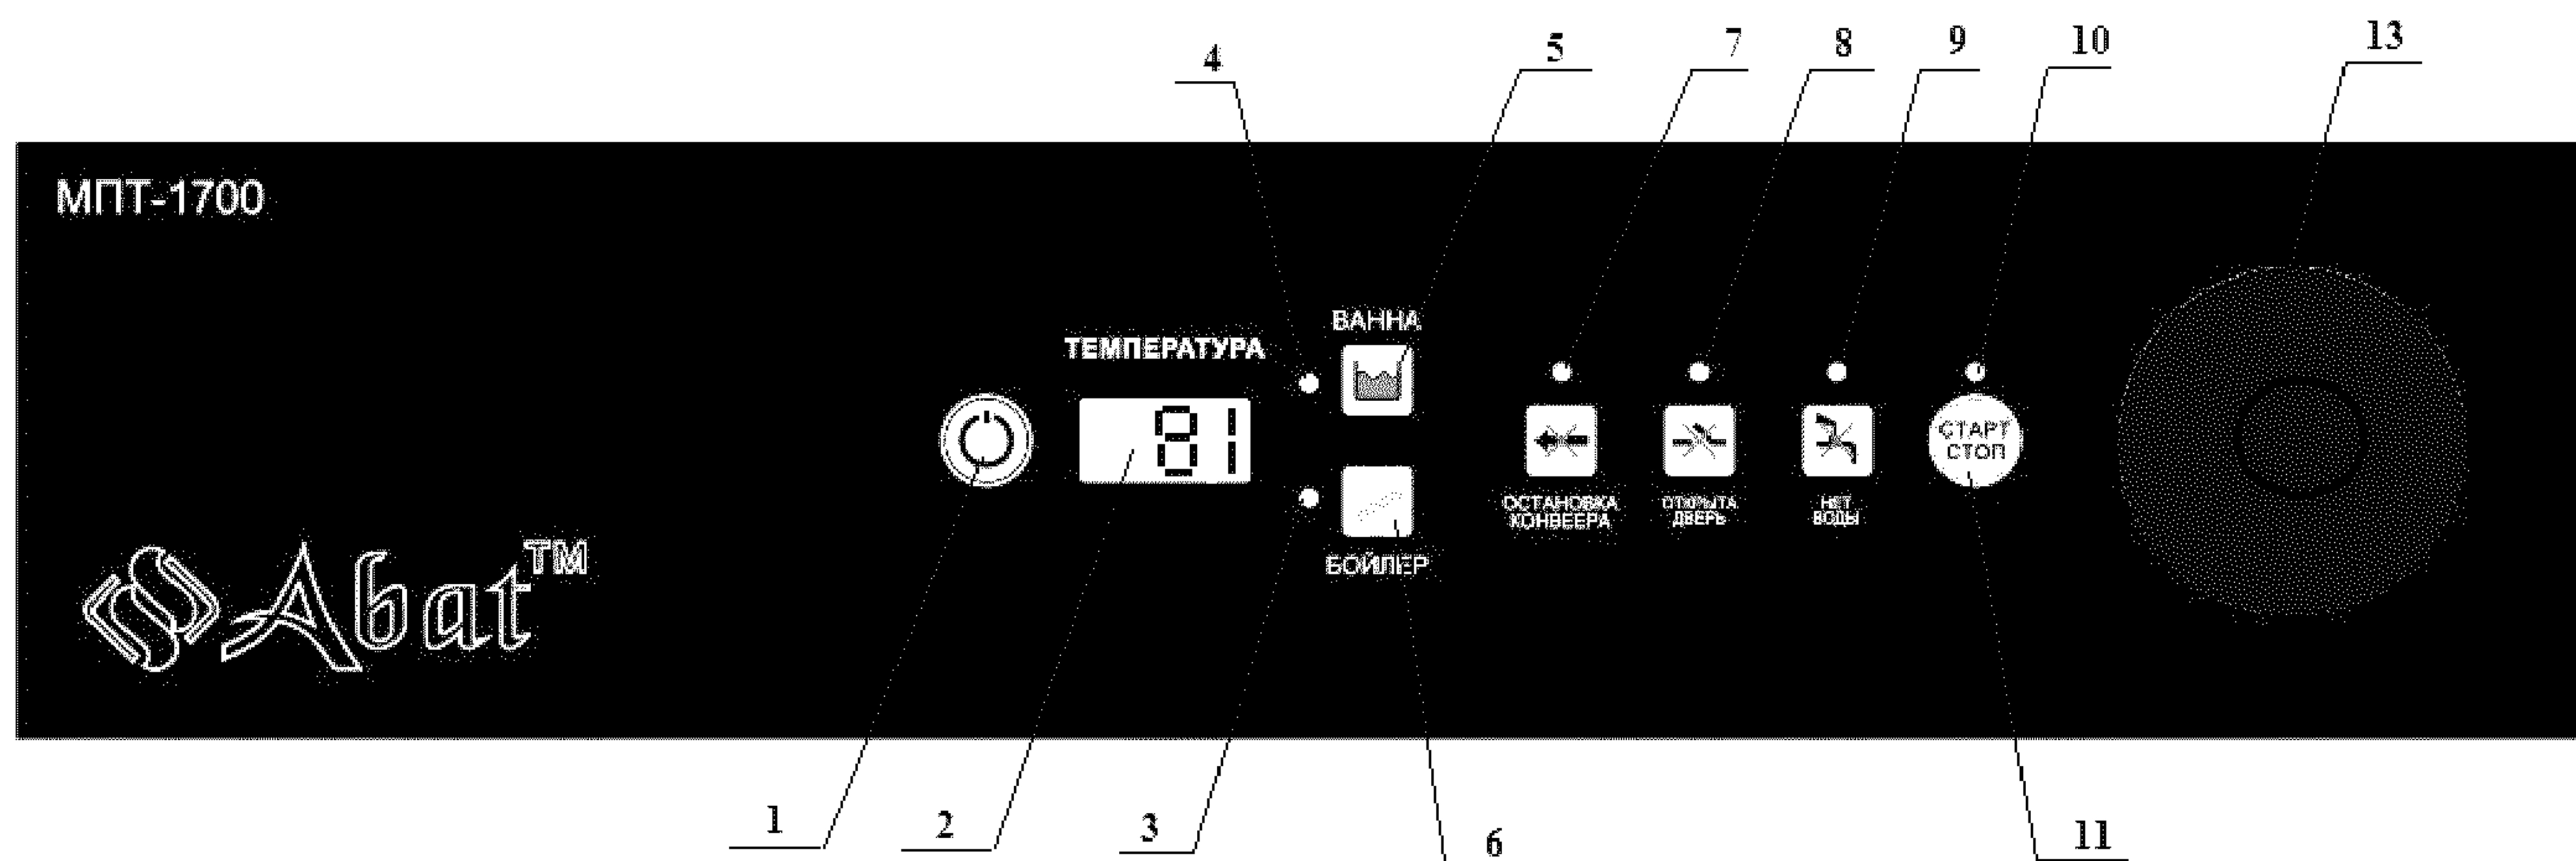 4
5
7
8
9
10
13
МПТ-1700
ВАННА
ТЕМПЕРАТУРА
81
СТАРТ
СТОП
ОСТАНОВКА
КОНВЕЕРА
ОТКРЫТА
ДВЕРЬ
НЕТ
ВОДЫ
БОЙЛЕР
Abat™
1
2
3
6
11